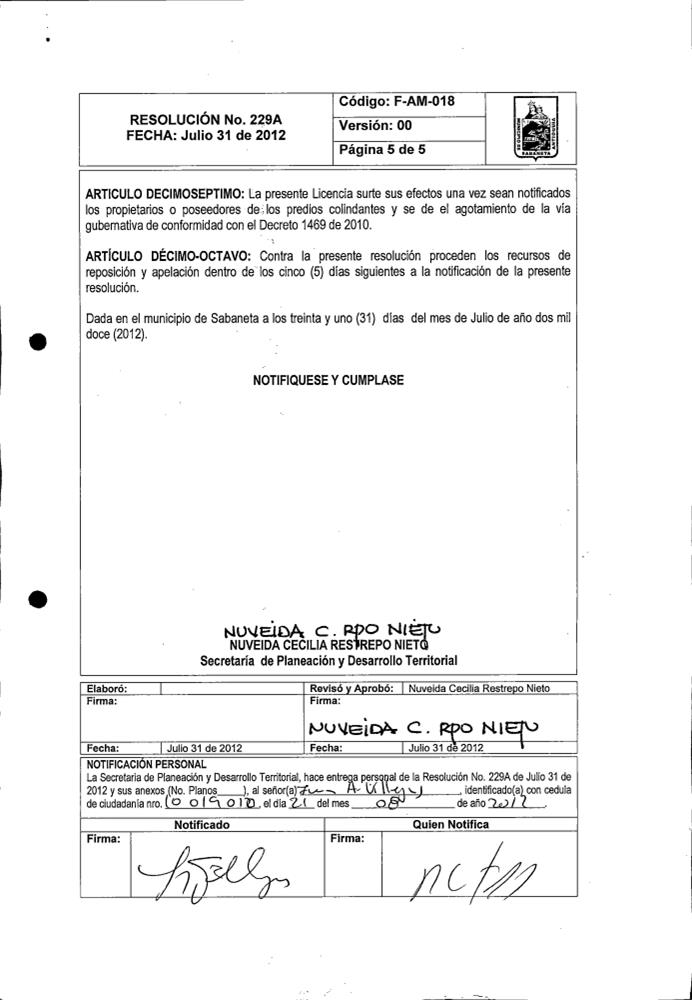 RESOLUCIÓN No. 229A
FECHA: Julio 31 de 2012
Código: F-AM-018
Versión: 00
Página 5 de 5
SABANETA
ARTICULO DECIMOSEPTIMO: La presente Licencia surte sus efectos una vez sean notificados
los propietarios o poseedores de los predios colindantes y se de el agotamiento de la vía
gubernativa de conformidad con el Decreto 1469 de 2010.
ARTÍCULO DÉCIMO-OCTAVO: Contra la presente resolución proceden los recursos de
reposición y apelación dentro de los cinco (5) días siguientes a la notificación de la presente
resolución.
Dada en el municipio de Sabaneta a los treinta y uno (31) días del mes de Julio de año dos mil
doce (2012).
NOTIFIQUESE Y CUMPLASE
NUVEIDA C. RPO NIETO
NUVEIDA CECILIA RESTREPO NIETO
Secretaría de Planeación y Desarrollo Territorial
Elaboró: Revisó y Aprobó: Nuveida Cecilia Restrepo Nieto
Firma: Firma:
NUVEIDA C. RPO NIETO
Fecha: Julio 31 de 2012 Fecha: Julio 31 de 2012
NOTIFICACIÓN PERSONAL
La Secretaria de Planeación y Desarrollo Territorial, hace entrega personal de la Resolución No. 229A de Julio 31 de
2012 y sus anexos (No. Planos ), al señor(a) , identificado(a) con cedula
de ciudadanía nro. , el día 21 del mes 08 de año 2012
Notificado Quien Notifica
Firma: Firma: